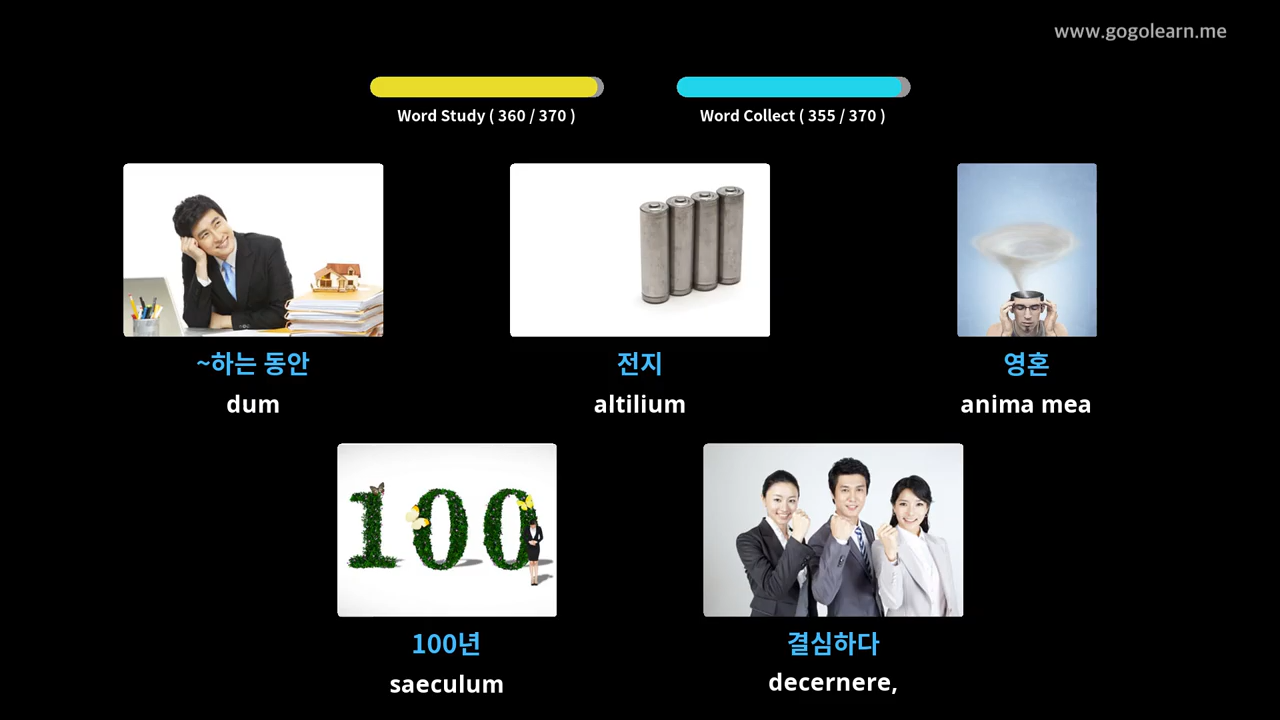 www.gogolearn.me
Word Study ( 360 / 370 )
Word Collect ( 355 / 370 )
~하는 동안
dum
전지
altilium
영혼
anima mea
100
100년
saeculum
결심하다
decernere,